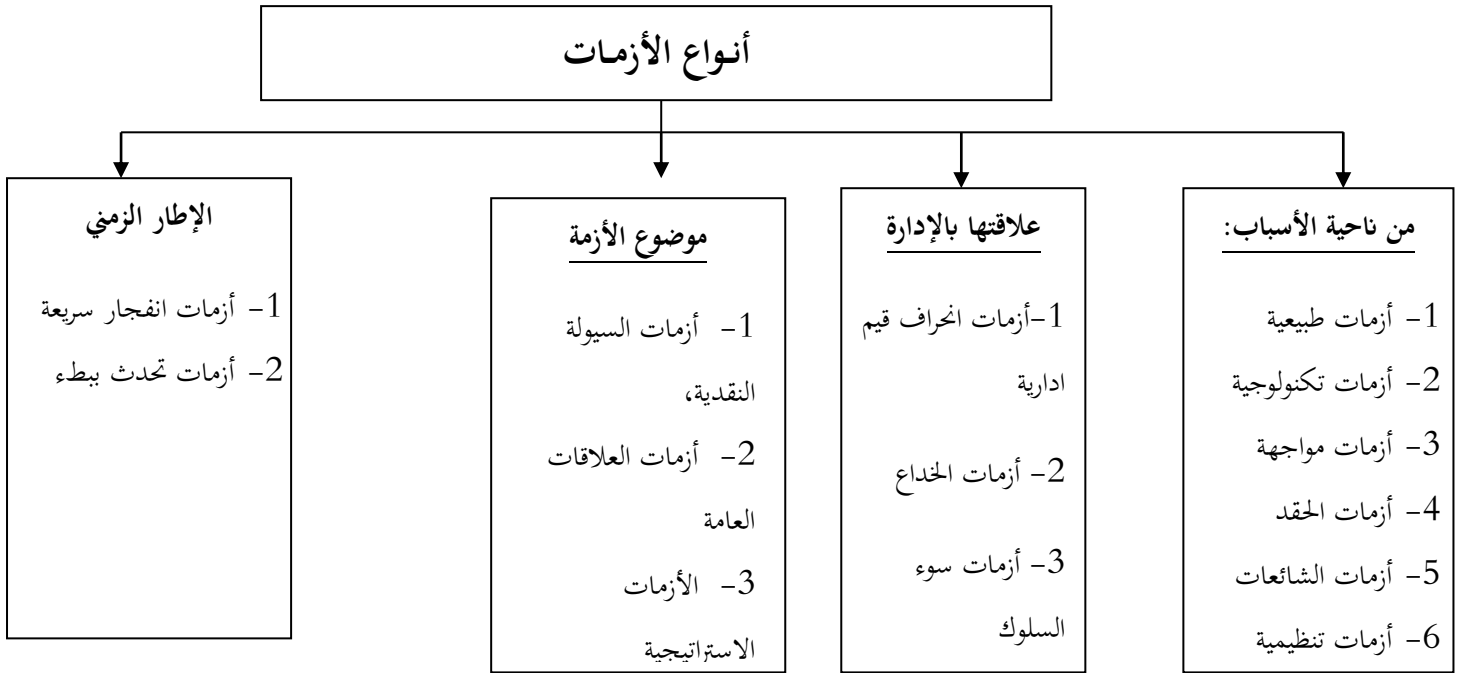 أنـواع الأزمـات
من ناحية الأسباب:
1- أزمات طبيعية
2- أزمات تكنولوجية
3- أزمات مواجهة
4- أزمات الحقد
5- أزمات الشائعات
6- أزمات تنظيمية
علاقتها بالإدارة
1-أزمات انحراف قيم
ادارية
2- أزمات الخداع
3- أزمات سوء
السلوك
موضوع الأزمة
1- أزمات السيولة
النقدية،
2- أزمات العلاقات
العامة
3- الأزمات
الاستراتيجية
الإطار الزمني
1- أزمات انفجار سريعة
2- أزمات تحدث ببطء